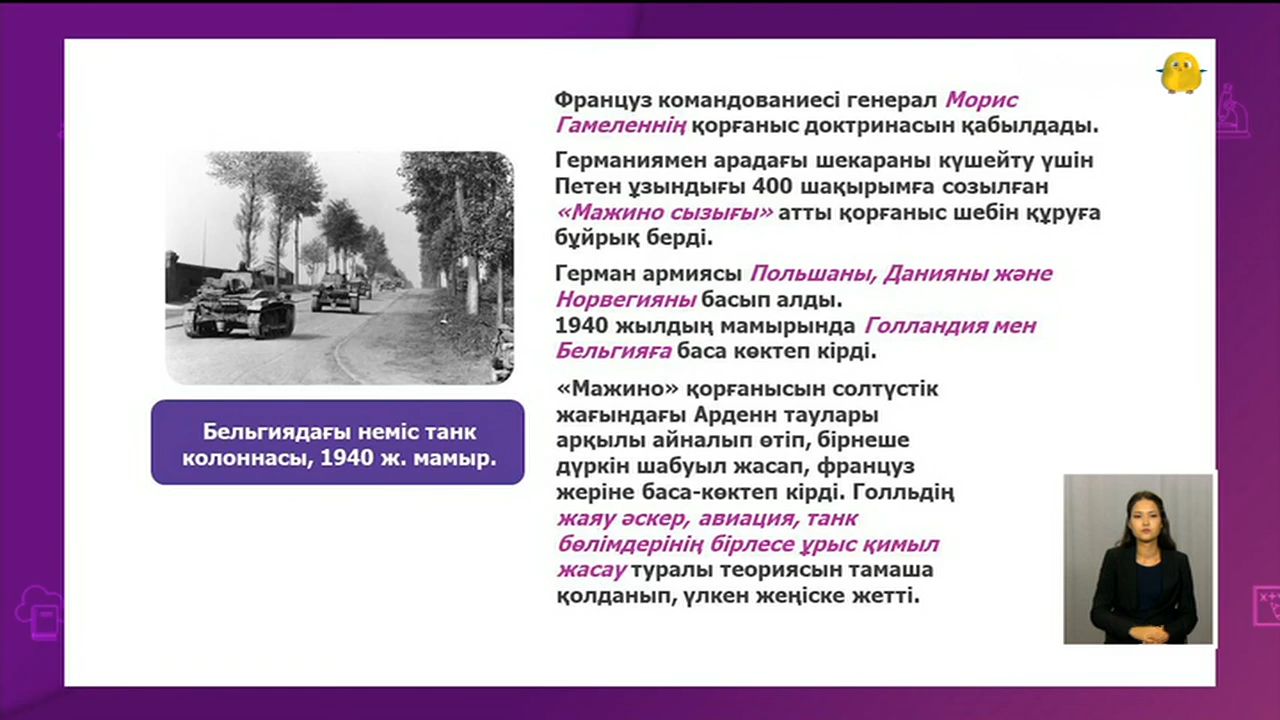 Француз командованиесі генерал Морис
Гамеленнің қорғаныс доктринасын қабылдады.
Германиямен арадағы шекараны күшейту үшін
Петен ұзындығы 400 шақырымға созылған
«Мажино сызығы» атты қорғаныс шебін құруға
бұйрық берді.
Герман армиясы Польшаны, Данияны және
Норвегияны басып алды.
1940 жылдың мамырында Голландия мен
Бельгияға баса көктеп кірді.
«Мажино» қорғанысын солтүстік
жағындағы Арденн таулары
арқылы айналып өтіп, бірнеше
дүркін шабуыл жасап, француз
жеріне баса-көктеп кірді. Голльдің
жаяу әскер, авиация, танк
бөлімдерінің бірлесе ұрыс қимыл
жасау туралы теориясын тамаша
қолданып, үлкен жеңіске жетті.
Бельгиядағы неміс танк
колоннасы, 1940 ж. мамыр.